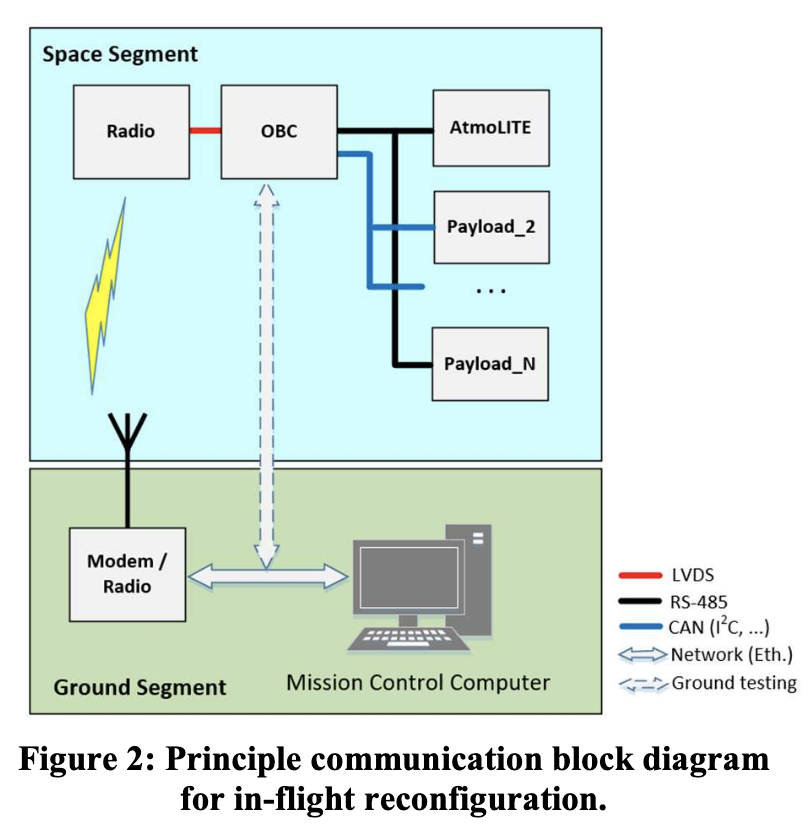 Space Segment
Radio
OBC
AtmoLITE
Payload_2
...
Payload_N
Modem /
Radio
Ground Segment
Mission Control Computer
LVDS
RS-485
CAN (I²C, ...)
Network (Eth.)
Ground testing
Figure 2: Principle communication block diagram
for in-flight reconfiguration.